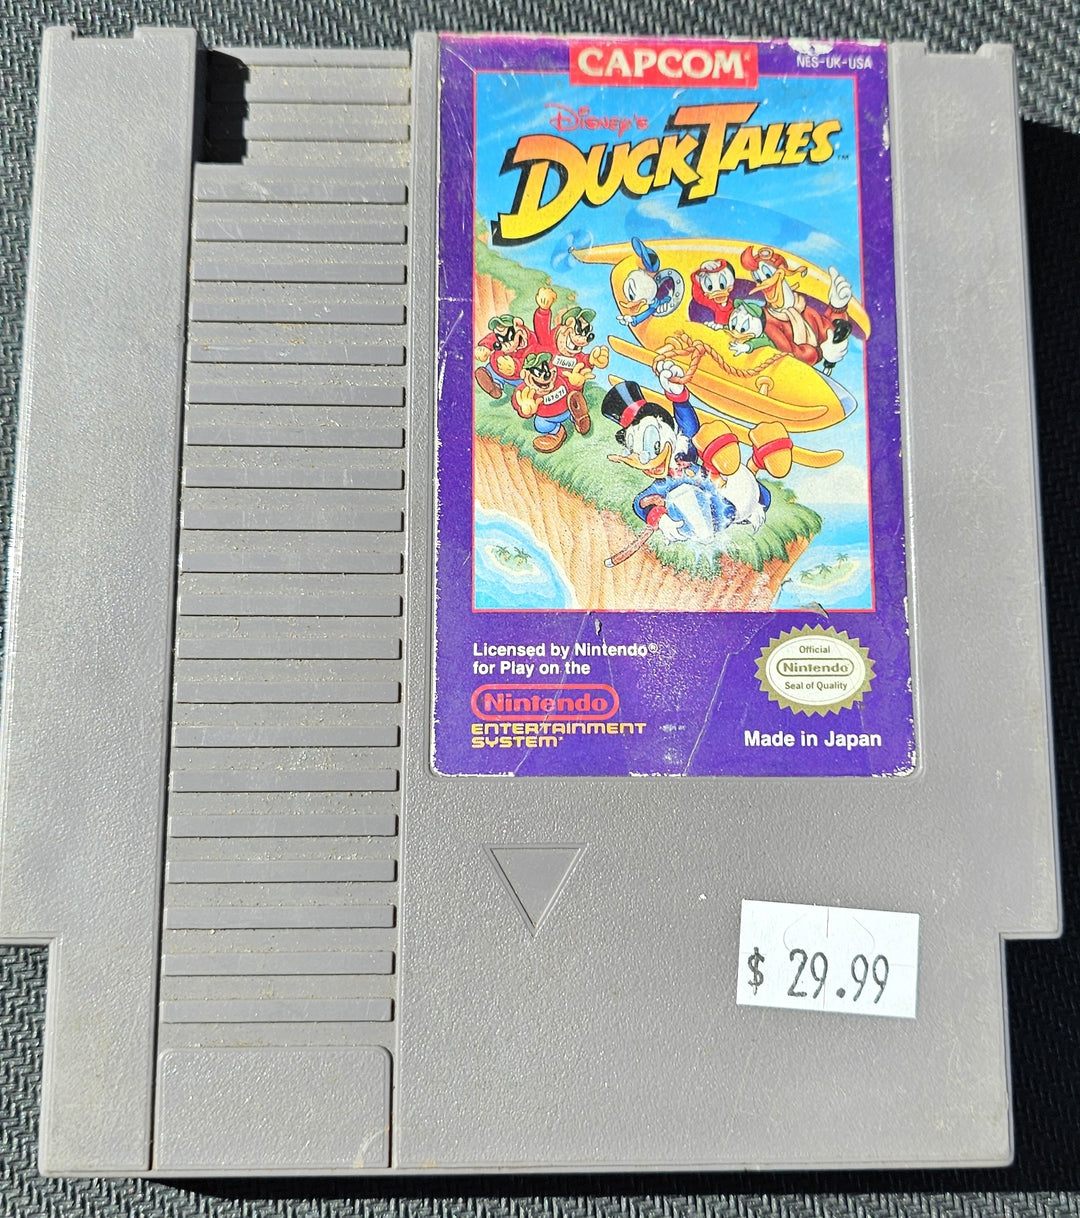 CAPCOM
NES-UK-USA
Disney's
DUCKTALES™
Licensed by Nintendo®
for Play on the
Nintendo
ENTERTAINMENT
SYSTEM
Official
Nintendo
Seal of Quality
Made in Japan
$ 29.99